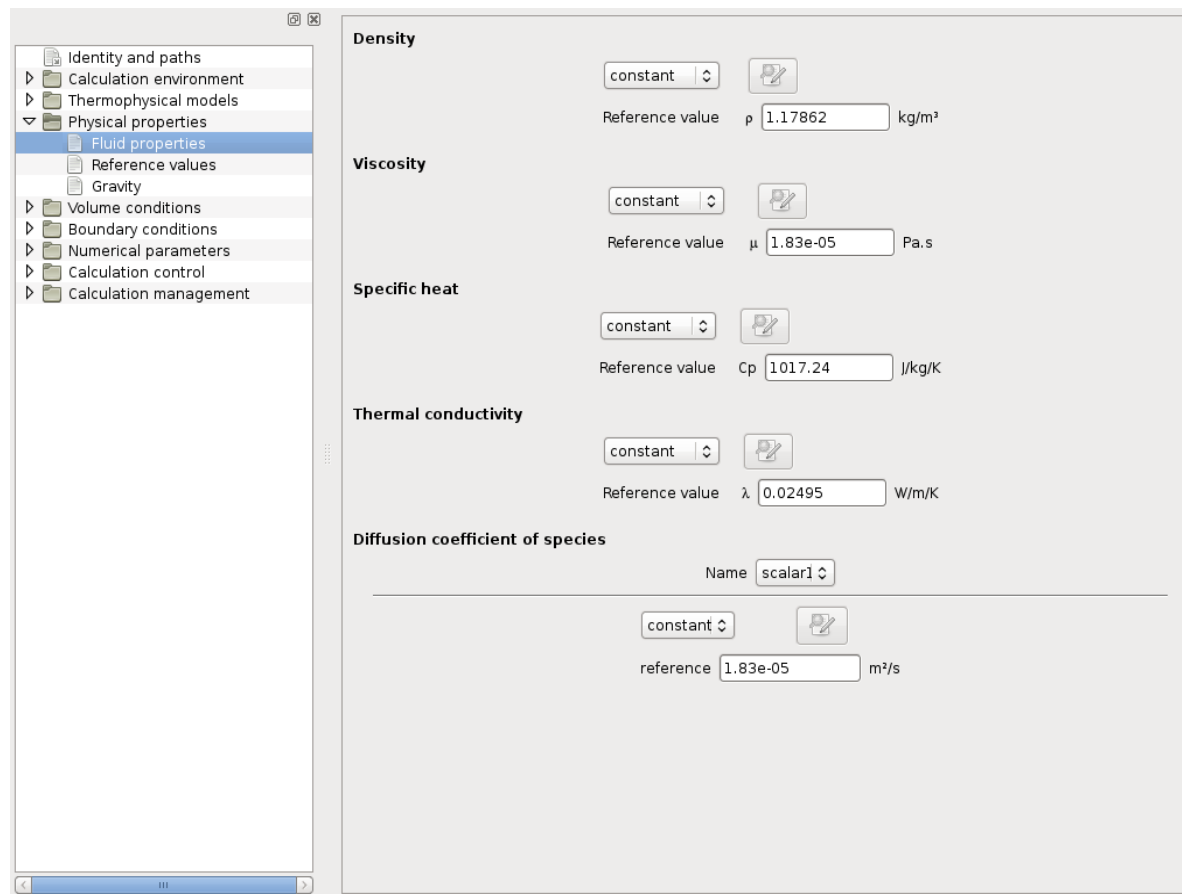 Identity and paths
Calculation environment
Thermophysical models
Physical properties
Fluid properties
Reference values
Gravity
Volume conditions
Boundary conditions
Numerical parameters
Calculation control
Calculation management
Density
constant
Reference value ρ 1.17862 kg/m³
Viscosity
constant
Reference value μ 1.83e-05 Pa.s
Specific heat
constant
Reference value Cp 1017.24 J/kg/K
Thermal conductivity
constant
Reference value λ 0.02495 W/m/K
Diffusion coefficient of species
Name scalar1
constant
reference 1.83e-05 m²/s